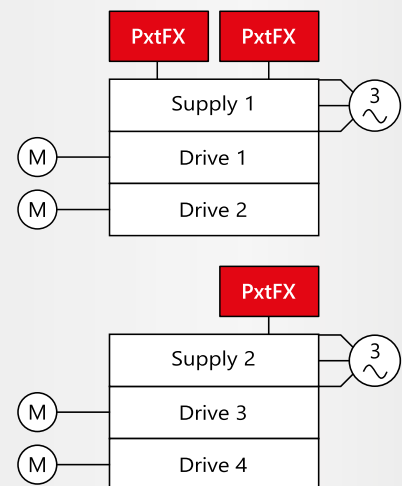 PxtFX PxtFX
Supply 1
3
M
Drive 1
M
Drive 2
PxtFX
Supply 2
3
M
Drive 3
M
Drive 4